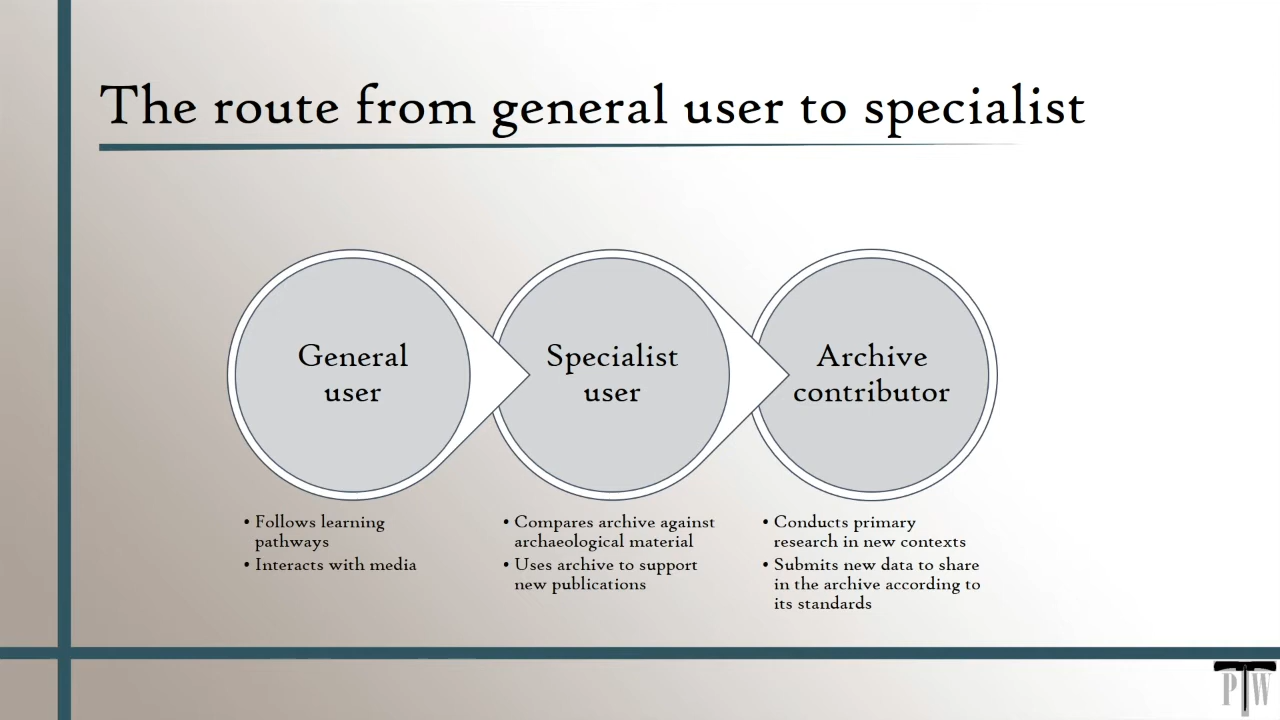 The route from general user to specialist
General
user
Specialist
user
Archive
contributor
• Follows learning
pathways
• Interacts with media
• Compares archive against
archaeological material
• Uses archive to support
new publications
• Conducts primary
research in new contexts
• Submits new data to share
in the archive according to
its standards
PTW